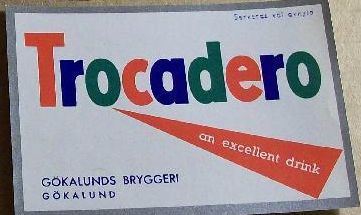 Serveras väl avkyld
Trocadero
an excellent drink
GÖKALUNDS BRYGGERI
GÖKALUND